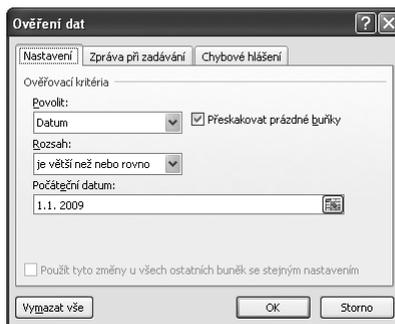 Ověření dat
Nastavení Zpráva při zadávání Chybové hlášení
Ověřovací kritéria
Povolit:
Datum
Přeskakovat prázdné buňky
Rozsah:
je větší než nebo rovno
Počáteční datum:
1.1. 2009
Použít tyto změny u všech ostatních buněk se stejným nastavením
Vymazat vše OK Storno